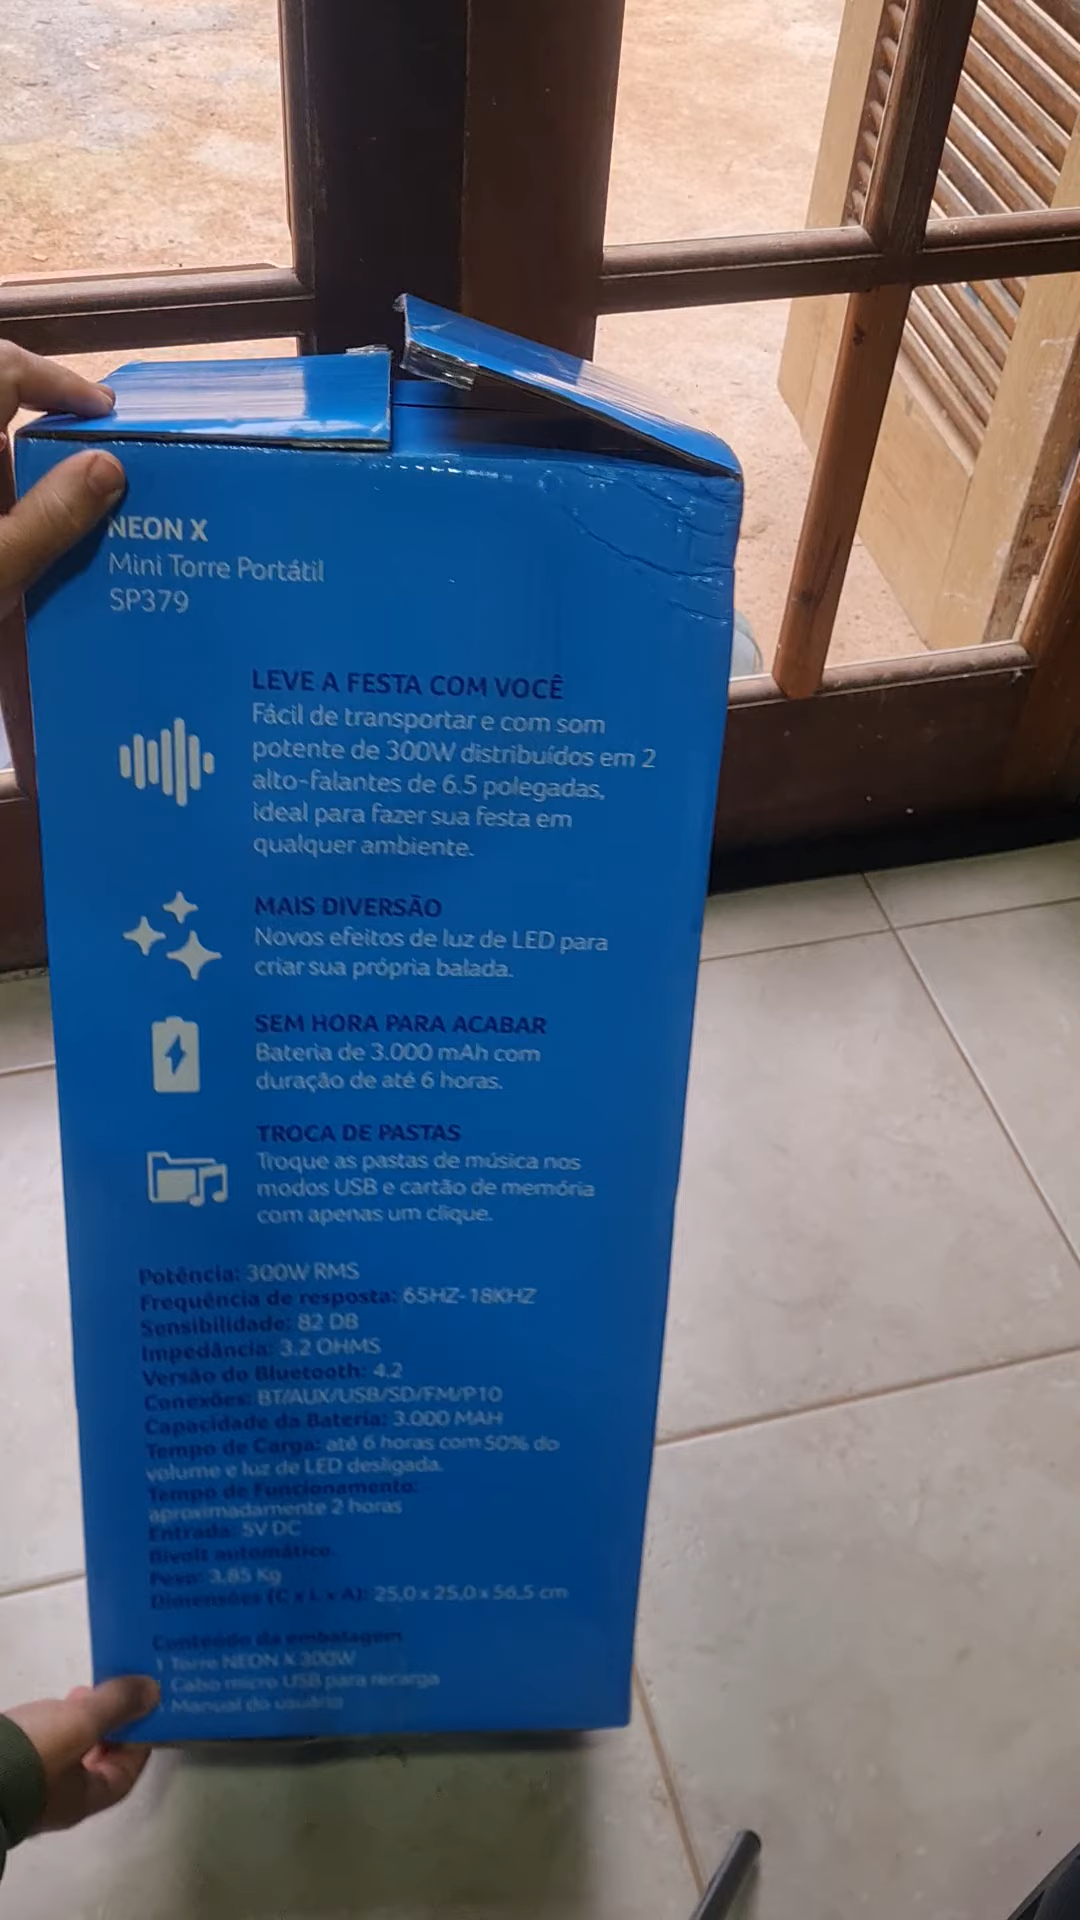 NEON X
Mini Torre Portátil
SP379
LEVE A FESTA COM VOCÊ
Fácil de transportar e com som
potente de 300W distribuídos em 2
alto-falantes de 6.5 polegadas,
ideal para fazer sua festa em
qualquer ambiente.
MAIS DIVERSÃO
Novos efeitos de luz de LED para
criar sua própria balada.
SEM HORA PARA ACABAR
Bateria de 3.000 mAh com
duração de até 6 horas.
TROCA DE PASTAS
Troque as pastas de música nos
modos USB e cartão de memória
com apenas um clique.
Potência: 300W RMS
Frequência de resposta: 65HZ-18KHZ
Sensibilidade: 82 DB
Impedância: 3.2 OHMS
Versão do Bluetooth: 4.2
Conexões: BT/AUX/USB/SD/FM/P10
Capacidade da Bateria: 3.000 MAH
Tempo de Carga: até 6 horas com 50% do
volume e luz de LED desligada.
Tempo de Funcionamento:
aproximadamente 2 horas
Entrada: 5V DC
Bivolt automático.
Peso: 3,85 Kg
Dimensões (C x L x A): 25,0 x 25,0 x 56,5 cm
Conteúdo da embalagem
1 Torre NEON X 300W
1 Cabo micro USB para recarga
1 Manual do usuário